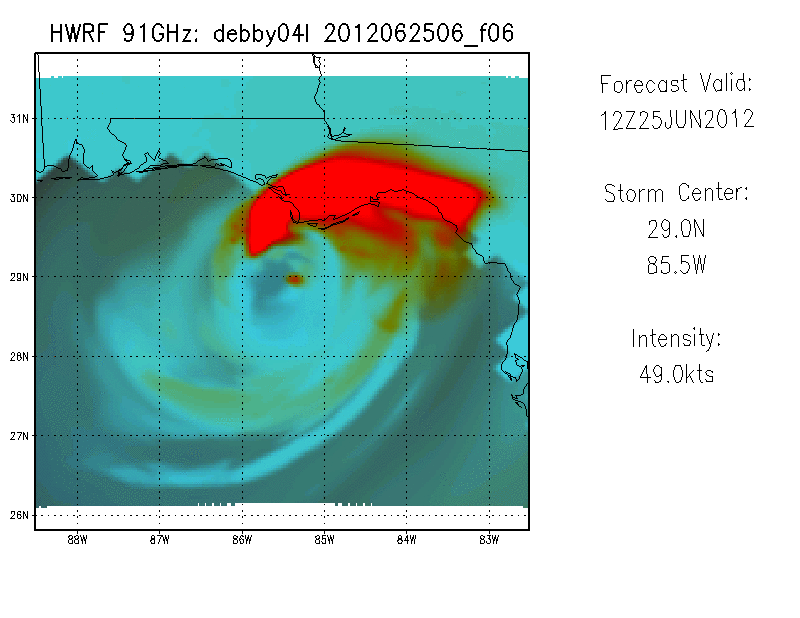 HWRF 91GHz: debby04l 2012062506_f06
Forecast Valid:
12Z25JUN2012
Storm Center:
29.0N
85.5W
Intensity:
49.0kts
31N
30N
29N
28N
27N
26N
88W 87W 86W 85W 84W 83W